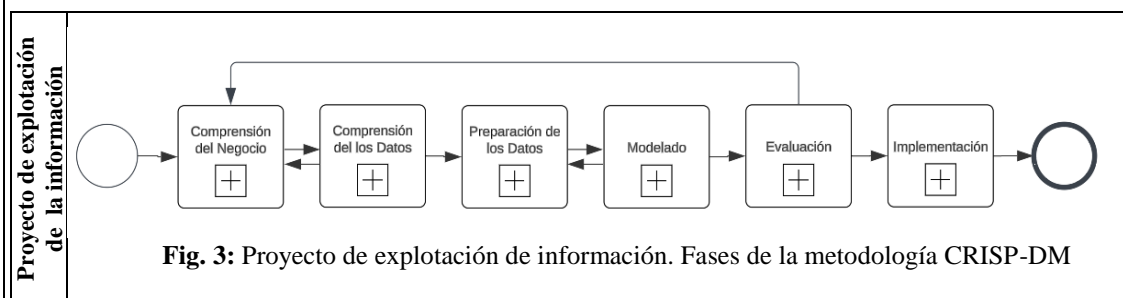 Proyecto de explotación
de la información
Comprensión
del Negocio
Comprensión
del los Datos
Preparación de
los Datos
Modelado
Evaluación
Implementación
Fig. 3: Proyecto de explotación de información. Fases de la metodología CRISP-DM